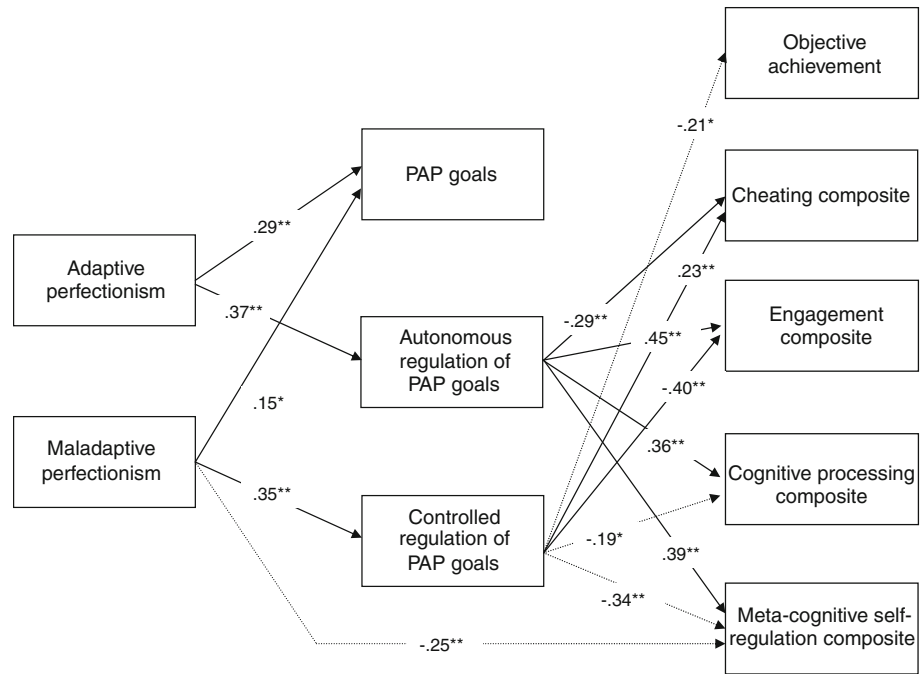 Objective
achievement
-.21*
PAP goals
Cheating composite
.29**
.23**
Adaptive
perfectionism
.37**
-.29**
Engagement
composite
.45**
Autonomous
regulation of
PAP goals
-.40**
.15*
Maladaptive
perfectionism
.36**
Cognitive processing
composite
.35**
Controlled
regulation of
PAP goals
-.19*
.39**
-.34**
Meta-cognitive self-
regulation composite
-.25**